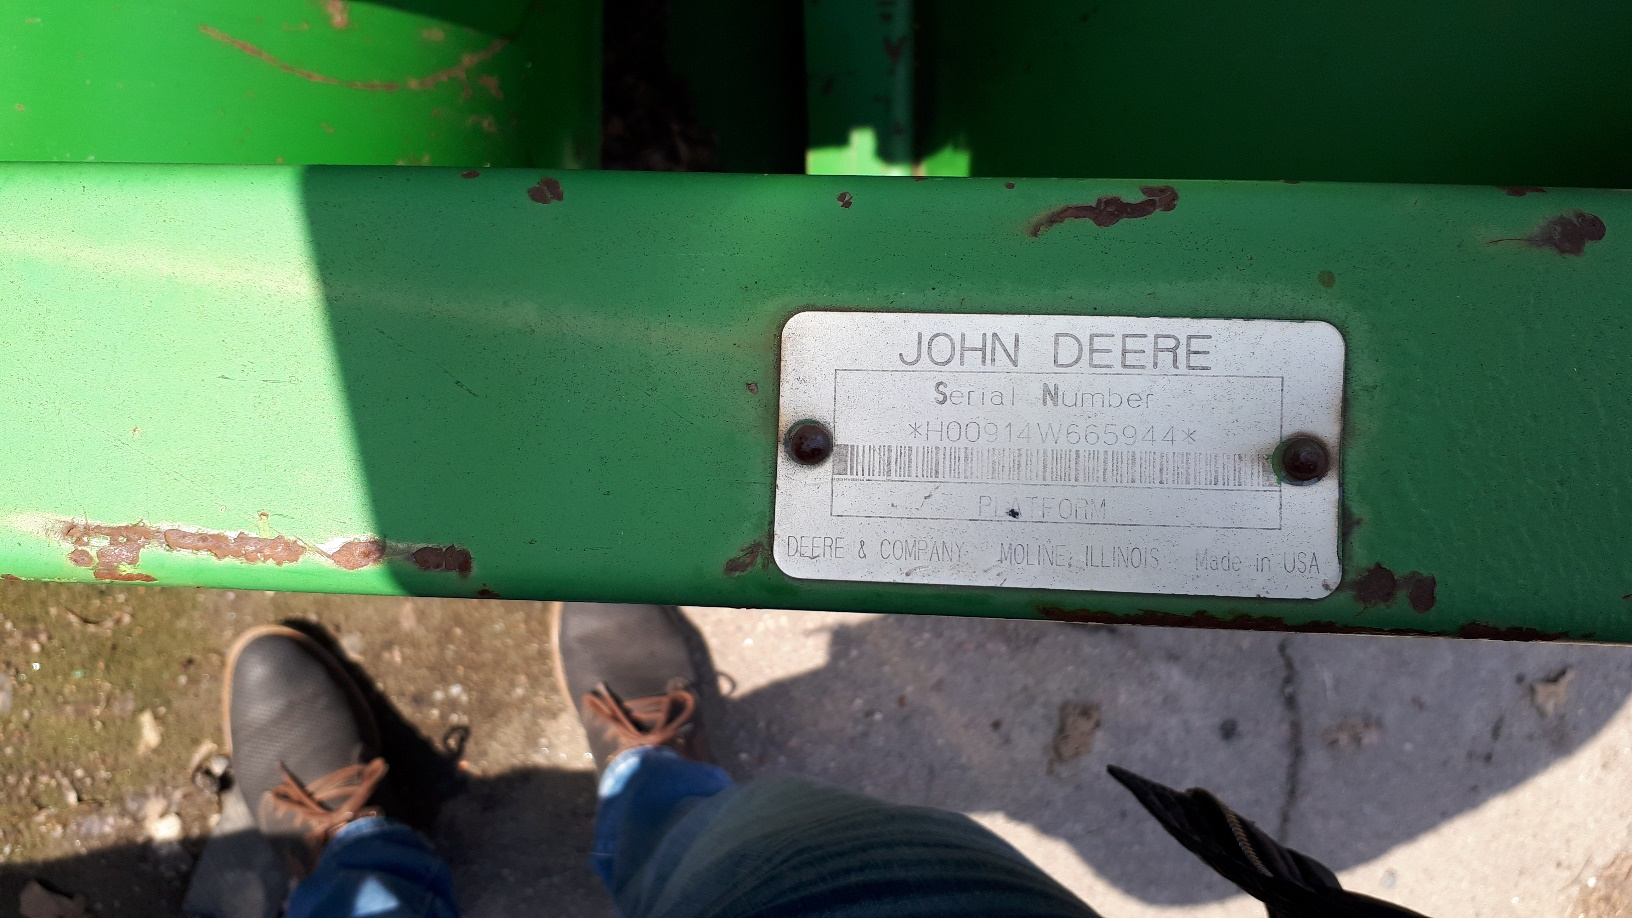 JOHN DEERE
Serial Number
*H00914W665944*
PLATFORM
DEERE & COMPANY MOLINE, ILLINOIS Made in USA